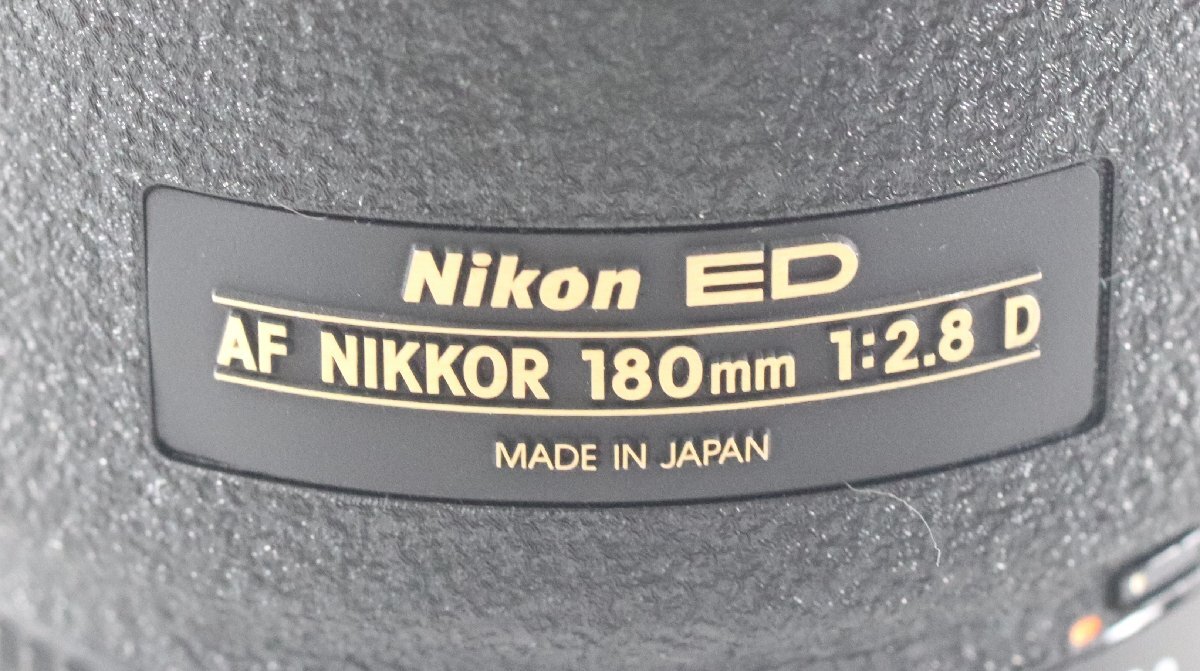 Nikon ED
AF NIKKOR 180mm 1:2.8 D
MADE IN JAPAN